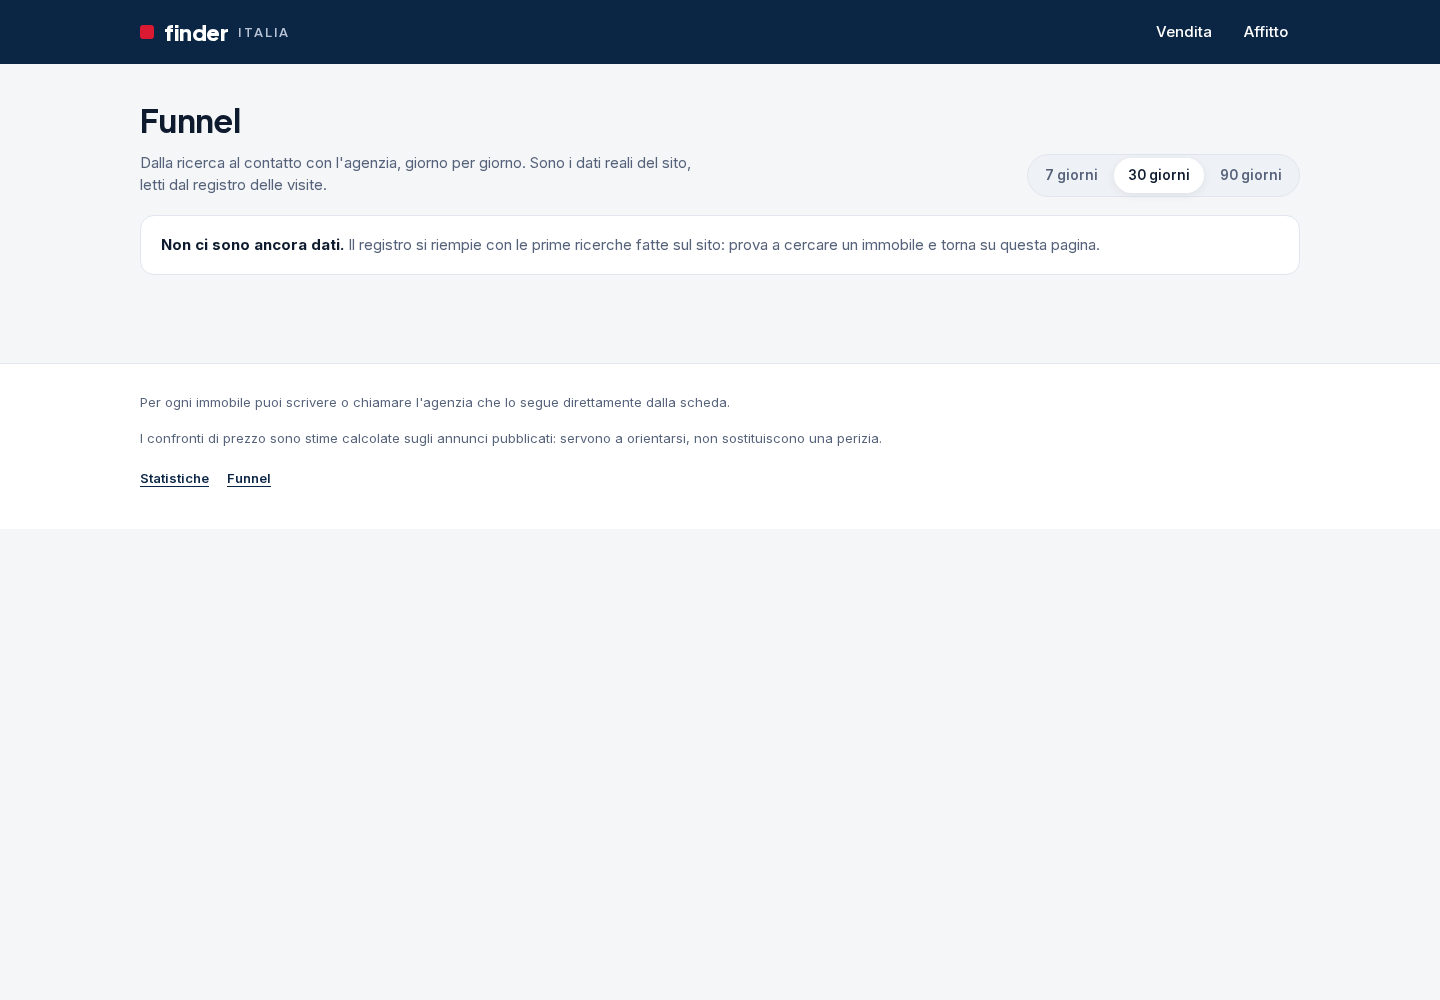 finder ITALIA
Vendita Affitto
Funnel
Dalla ricerca al contatto con l'agenzia, giorno per giorno. Sono i dati reali del sito,
letti dal registro delle visite.
7 giorni 30 giorni 90 giorni
Non ci sono ancora dati. Il registro si riempie con le prime ricerche fatte sul sito: prova a cercare un immobile e torna su questa pagina.
Per ogni immobile puoi scrivere o chiamare l'agenzia che lo segue direttamente dalla scheda.
I confronti di prezzo sono stime calcolate sugli annunci pubblicati: servono a orientarsi, non sostituiscono una perizia.
Statistiche Funnel